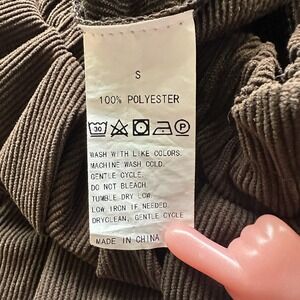 S
100% POLYESTER
30
P
WASH WITH LIKE COLORS.
MACHINE WASH COLD.
GENTLE CYCLE.
DO NOT BLEACH.
TUMBLE DRY LOW.
LOW IRON IF NEEDED.
DRYCLEAN, GENTLE CYCLE
MADE IN CHINA